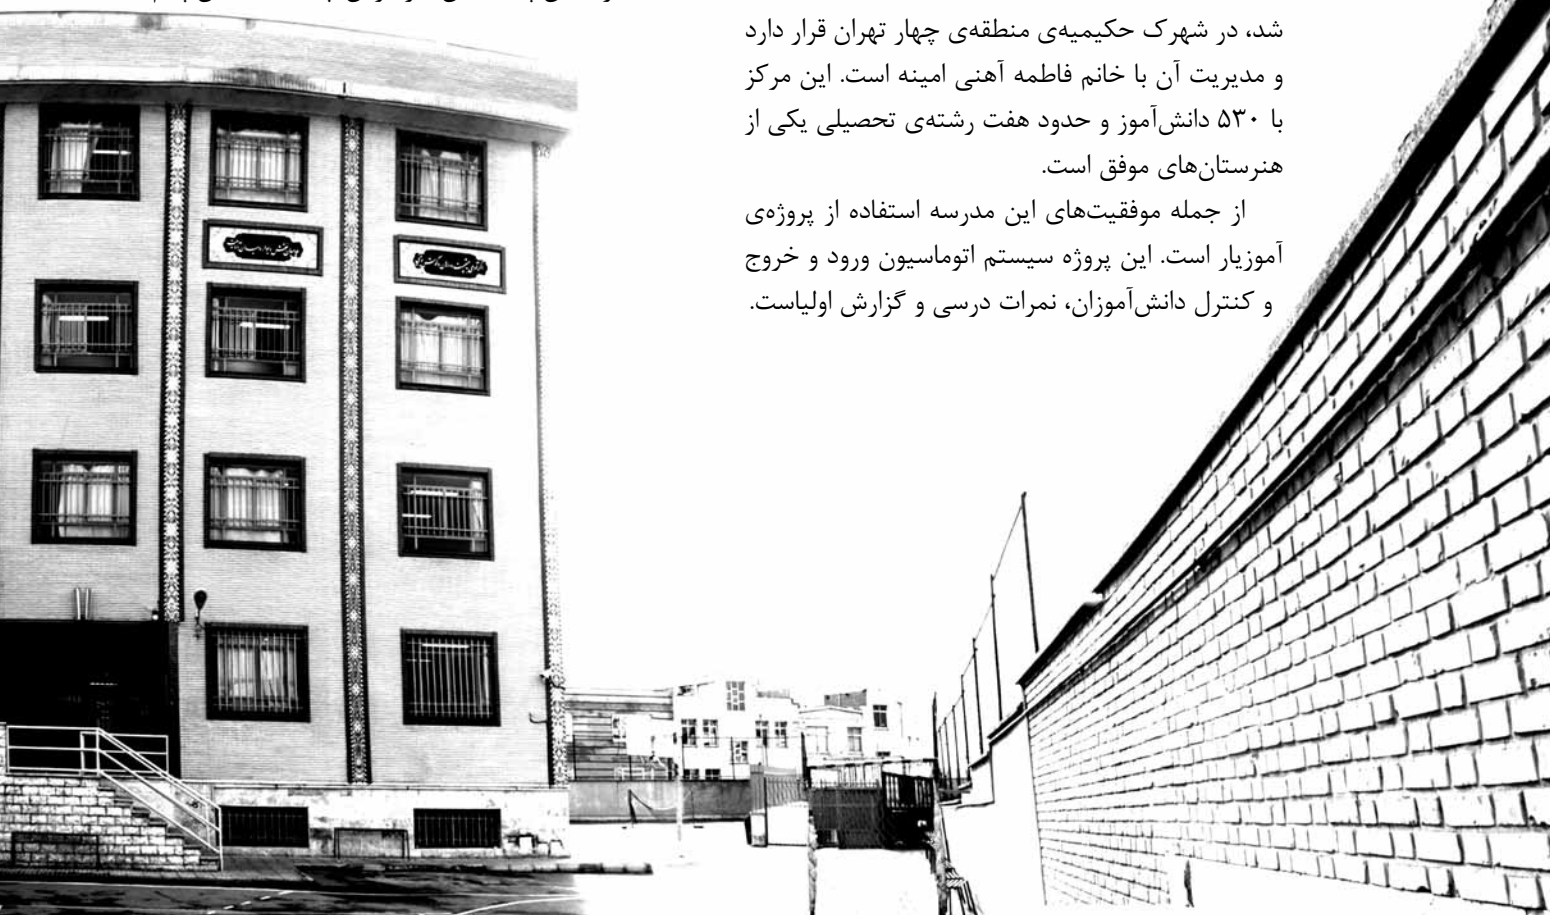 شد، در شهرک حکیمیه‌ی منطقه‌ی چهار تهران قرار دارد
و مدیریت آن با خانم فاطمه آهنی امینه است. این مرکز
با ۵۳۰ دانش‌آموز و حدود هفت رشته‌ی تحصیلی یکی از
هنرستان‌های موفق است.
از جمله موفقیت‌های این مدرسه استفاده از پروژه‌ی
آموزیار است. این پروژه سیستم اتوماسیون ورود و خروج
و کنترل دانش‌آموزان، نمرات درسی و گزارش اولیاست.